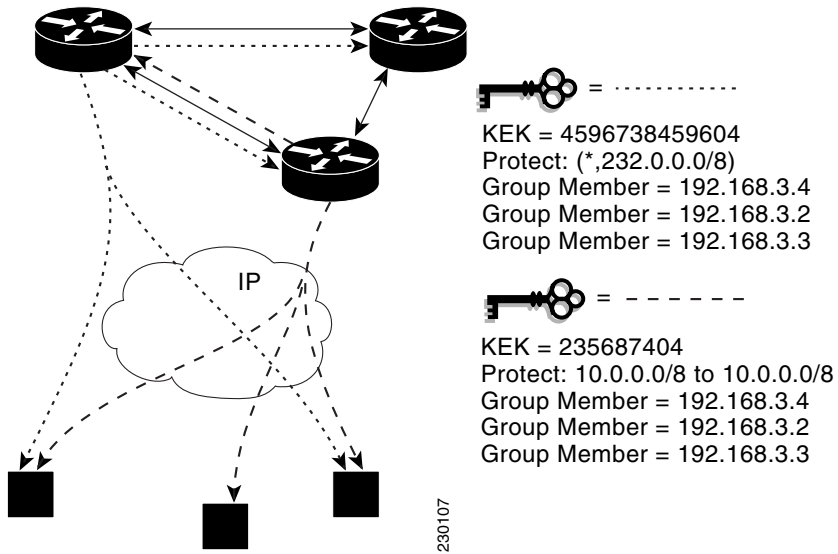 = 
KEK = 4596738459604
Protect: (*,232.0.0.0/8)
Group Member = 192.168.3.4
Group Member = 192.168.3.2
Group Member = 192.168.3.3
IP
=
KEK = 235687404
Protect: 10.0.0.0/8 to 10.0.0.0/8
Group Member = 192.168.3.4
Group Member = 192.168.3.2
Group Member = 192.168.3.3
230107